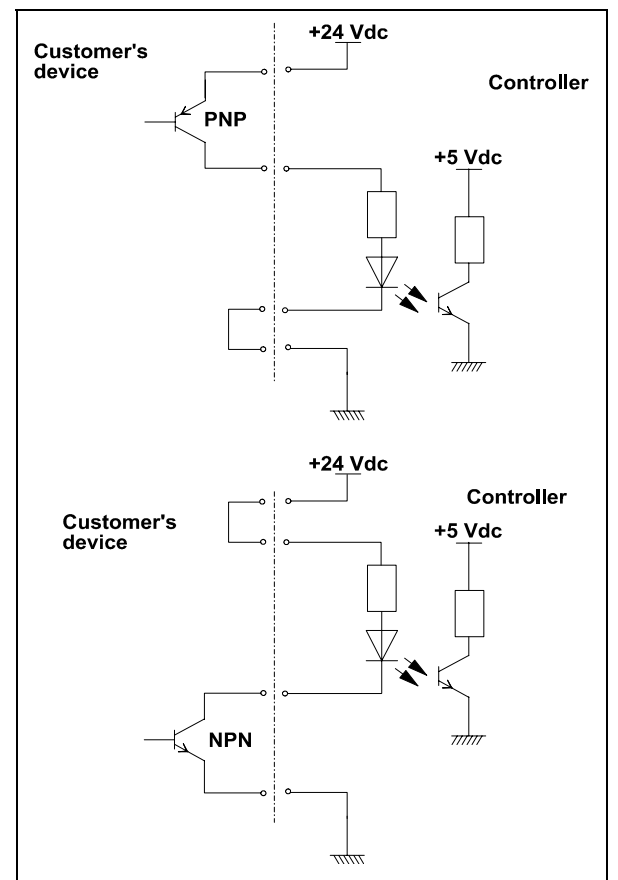 +24 Vdc
Customer's
device
Controller
PNP
+5 Vdc
+24 Vdc
Controller
Customer's
device
+5 Vdc
NPN